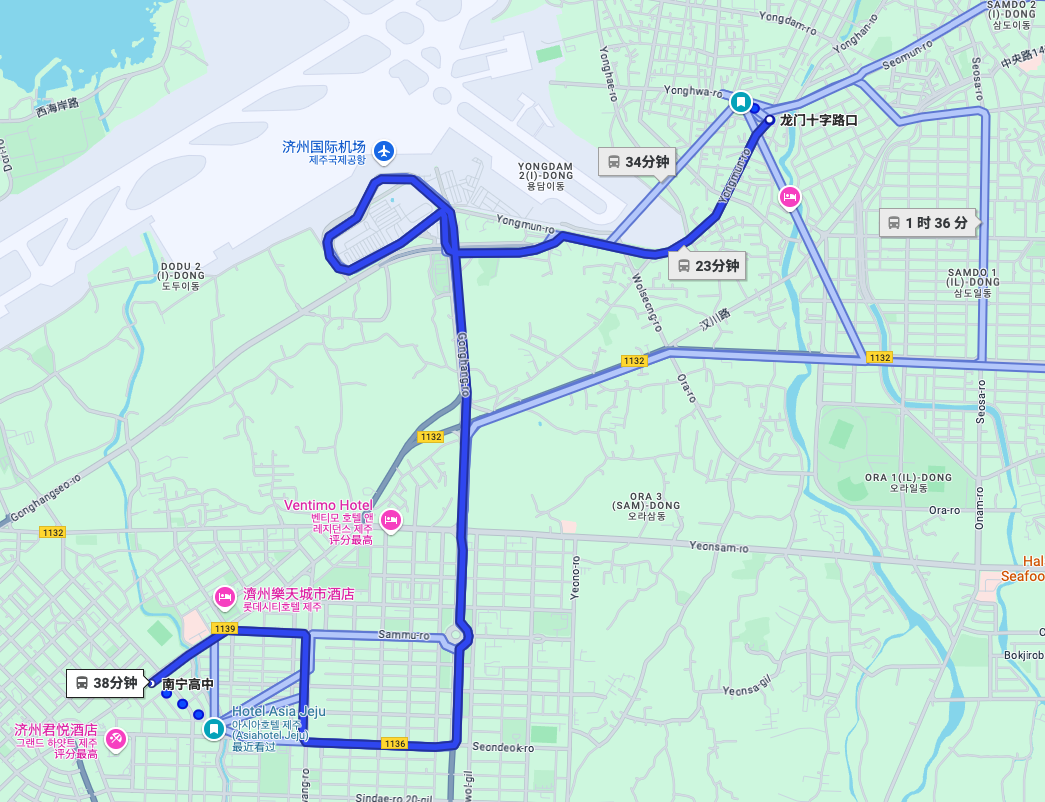 SAMDO 2
(I)-DONG
삼도이동
Yongdam-ro
Yonghan-ro
Seomun-ro
中央路14
Yonghae-ro
Seosa-ro
西海岸路
Yonghwa-ro
龙门十字路口
济州国际机场
제주국제공항
34分钟
YONGDAM
2(I)-DONG
용담이동
Yongmun-ro
Yongmun-ro
1 时 36 分
DODU 2
(I)-DONG
도두이동
23分钟
SAMDO 1
(IL)-DONG
삼도일동
Wolseong-ro
汉川路
Gonghang-ro
1132
1132
Ora-ro
Seosa-ro
1132
ORA 1(IL)-DONG
오라일동
Gonghangseo-ro
Ventimo Hotel
벤티모 호텔 앤
레지던스 제주
评分最高
ORA 3
(SAM)-DONG
오라삼동
Ora-ro
Onam-ro
1132
Yeonsam-ro
Yeono-ro
Hal
Seafoo
濟州樂天城市酒店
롯데시티호텔 제주
1139
Sammu-ro
Bokjirob
38分钟
南宁高中
Yeonsa-gil
Hotel Asia Jeju
아시아호텔 제주
(Asiahotel Jeju)
最近看过
济州君悦酒店
그랜드 하얏트 제주
评分最高
1136
Seondeok-ro
Sindae-ro 20-gil